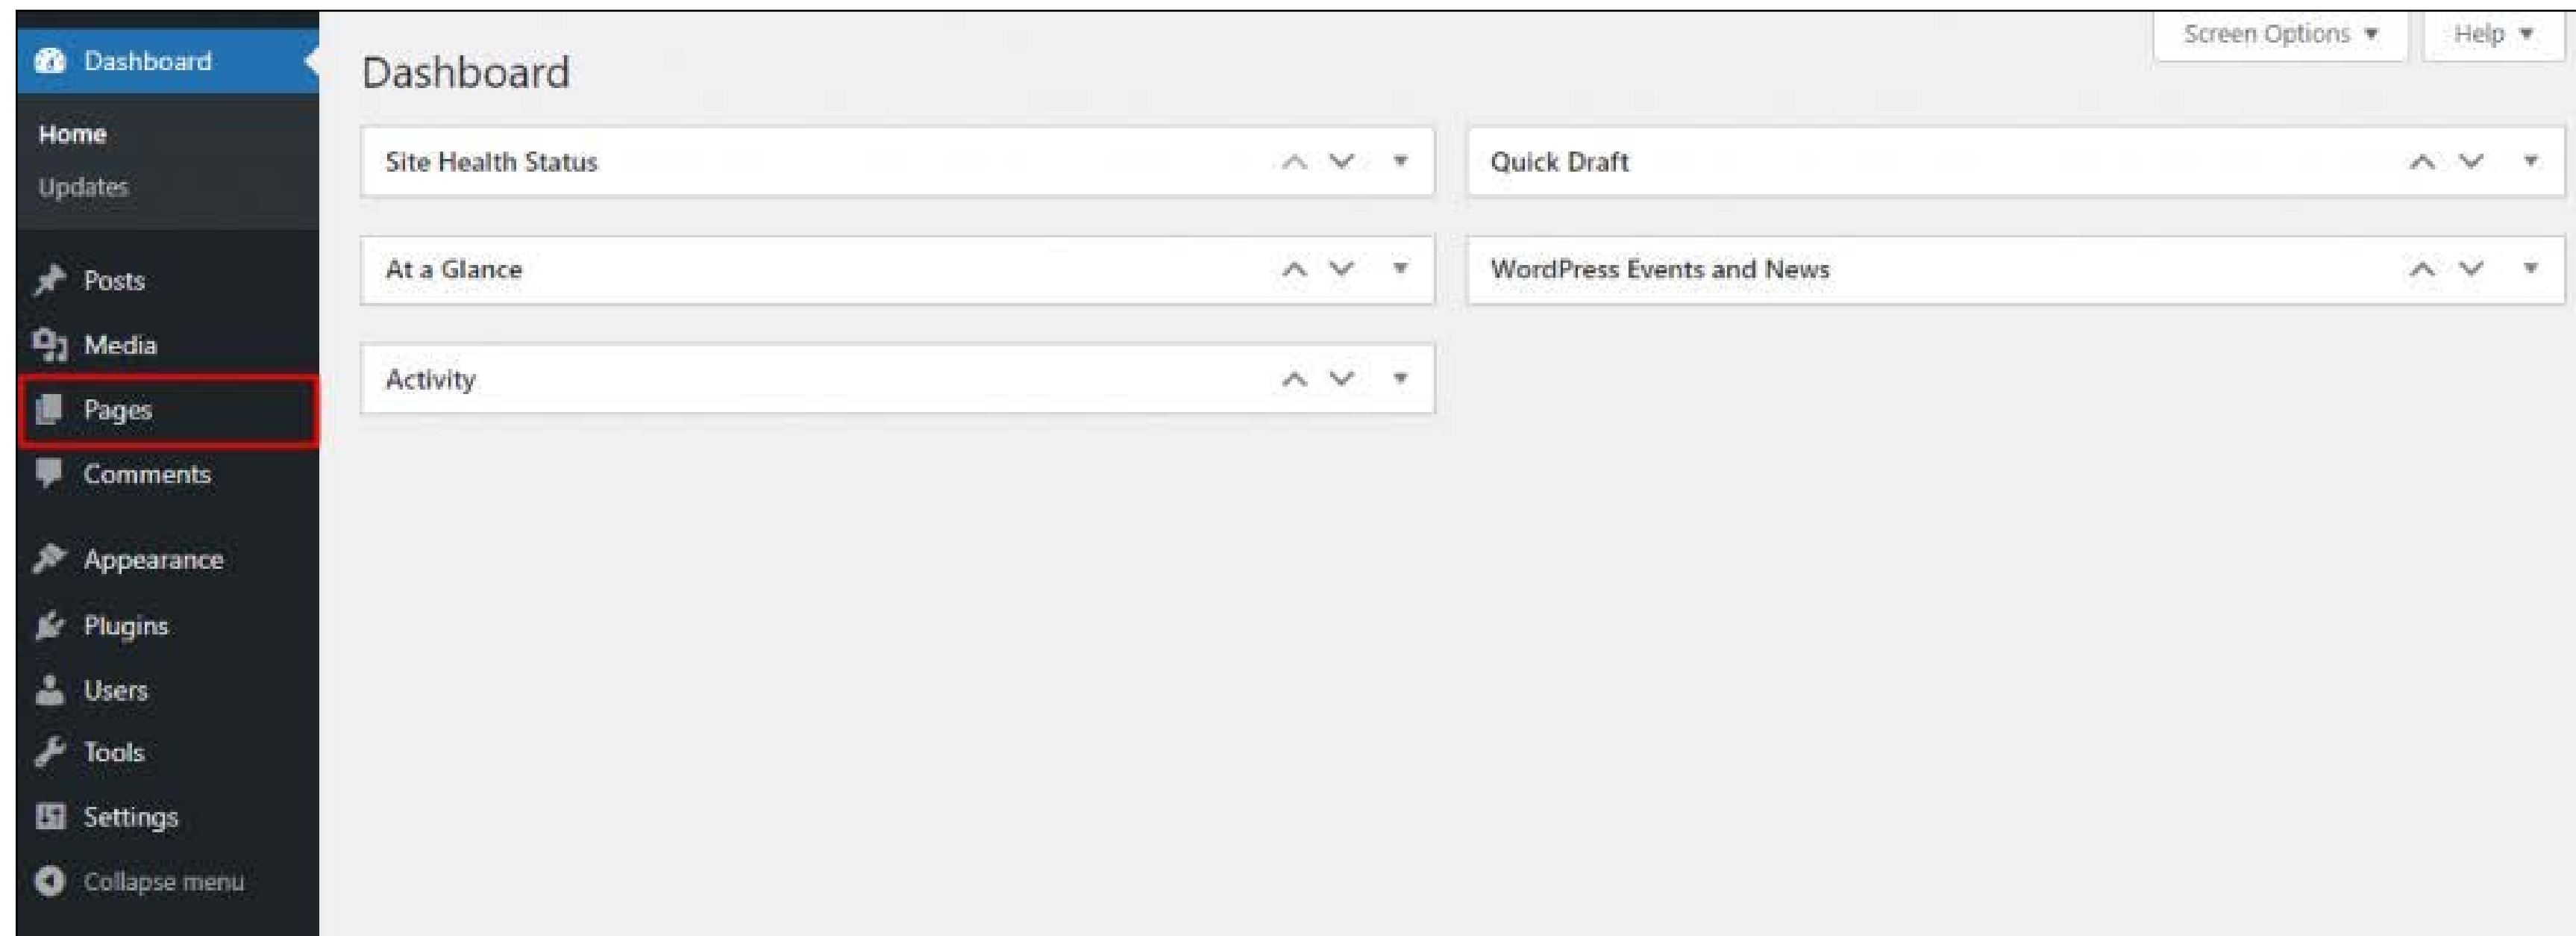 Dashboard
Home
Updates
Posts
Media
Pages
Comments
Appearance
Plugins
Users
Tools
Settings
Collapse menu
Screen Options
Help
Dashboard
Site Health Status
At a Glance
Activity
Quick Draft
WordPress Events and News